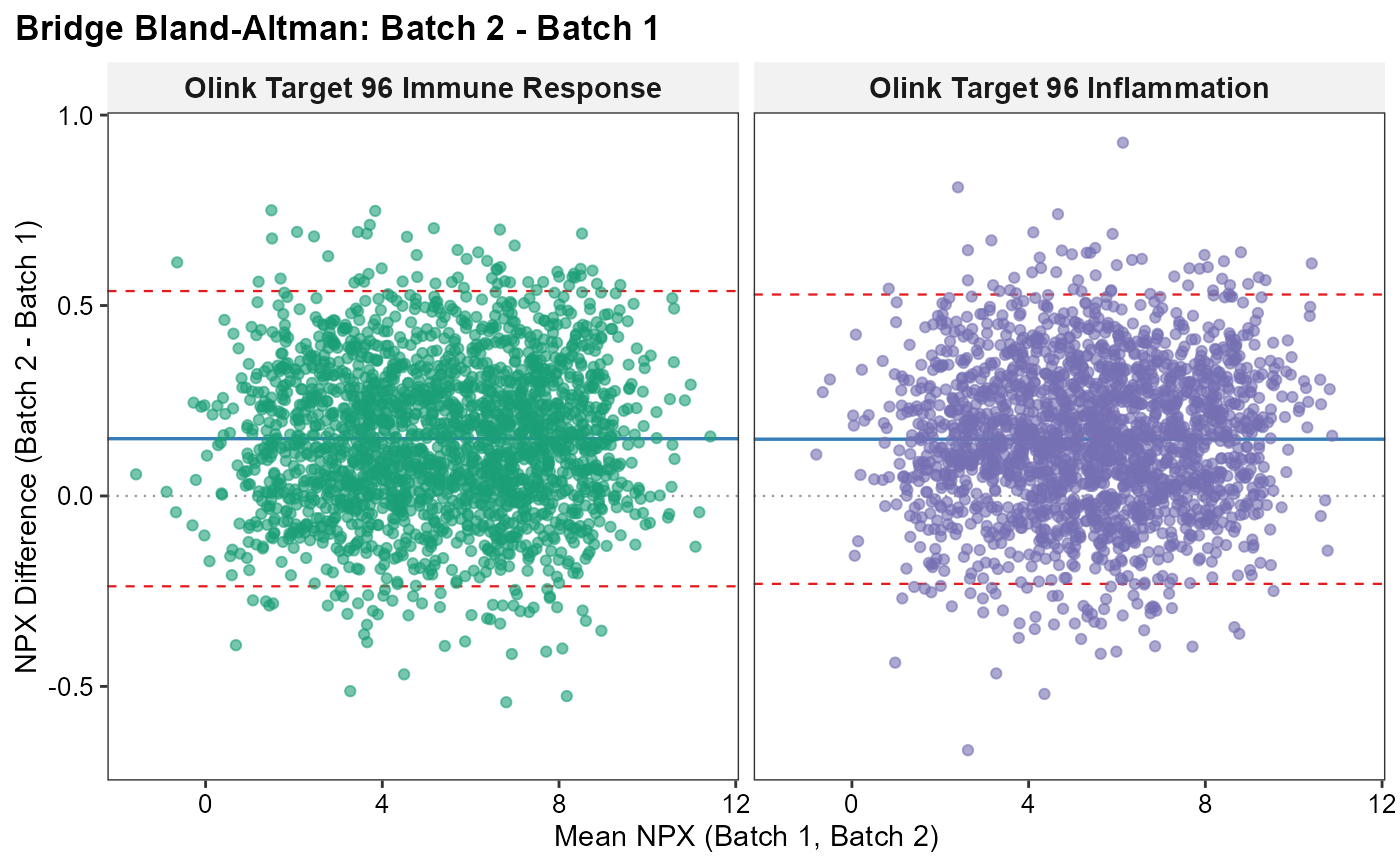 Bridge Bland-Altman: Batch 2 - Batch 1
Olink Target 96 Immune Response
Olink Target 96 Inflammation
NPX Difference (Batch 2 - Batch 1)
1.0
0.5
0.0
-0.5
0 4 8 12
0 4 8 12
Mean NPX (Batch 1, Batch 2)